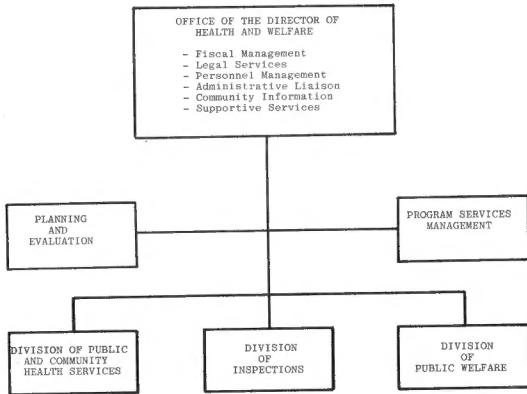 OFFICE OF THE DIRECTOR OF
HEALTH AND WELFARE
- Fiscal Management
- Legal Services
- Personnel Management
- Administrative Liaison
- Community Information
- Supportive Services
PLANNING
AND
EVALUATION
PROGRAM SERVICES
MANAGEMENT
DIVISION OF PUBLIC
AND COMMUNITY
HEALTH SERVICES
DIVISION
OF
INSPECTIONS
DIVISION
OF
PUBLIC WELFARE